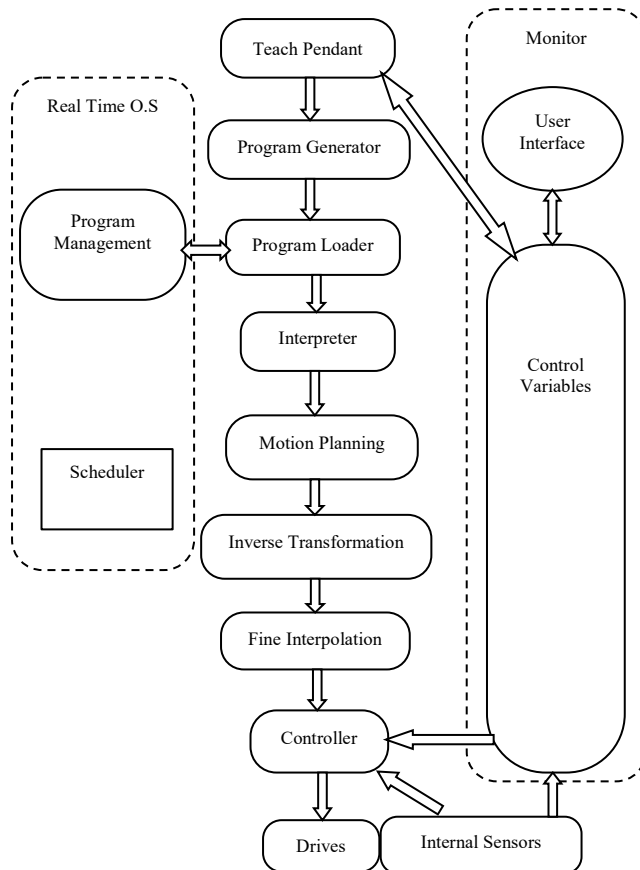 Teach Pendant
Monitor
Real Time O.S
User
Interface
Program Generator
Program
Management
Program Loader
Interpreter
Control
Variables
Motion Planning
Scheduler
Inverse Transformation
Fine Interpolation
Controller
Drives
Internal Sensors